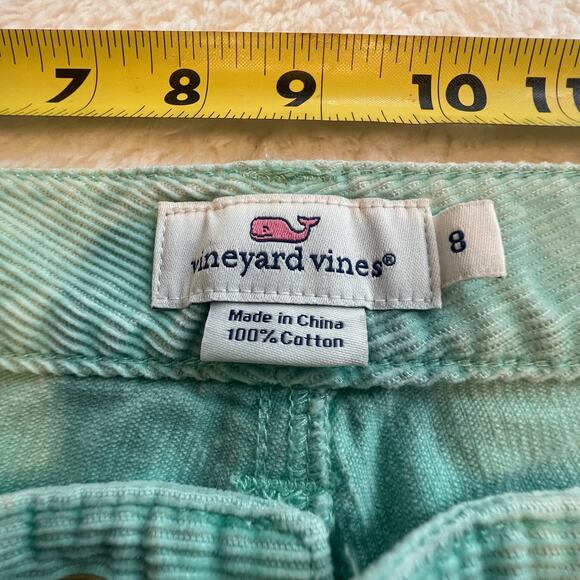 7 8 9 10 11
vineyard vines®
8
Made in China
100% Cotton